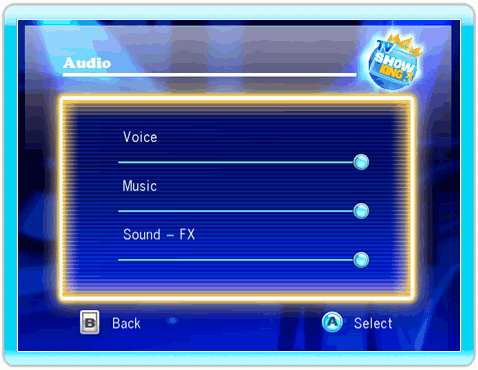 Audio
TV
SHOW
KING
Voice
Music
Sound - FX
B Back
A Select